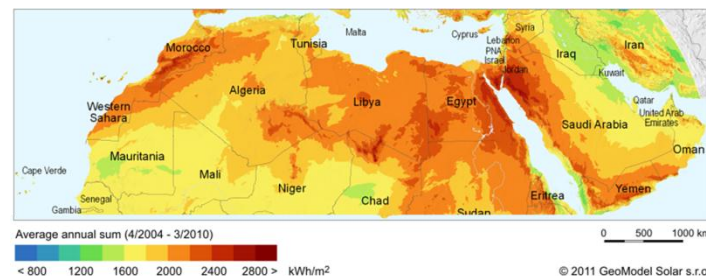 Morocco
Tunisia
Malta
Cyprus
Syria
Lebanon
PNA
Israel
Jordan
Iraq
Iran
Kuwait
Algeria
Libya
Egypt
Western
Sahara
Qatar
United Arab
Emirates
Saudi Arabia
Oman
Mauritania
Cape Verde
Mali
Niger
Chad
Sudan
Eritrea
Yemen
Senegal
Gambia
Average annual sum (4/2004 - 3/2010)
0 500 1000 km
< 800 1200 1600 2000 2400 2800 > kWh/m2
© 2011 GeoModel Solar s.r.o